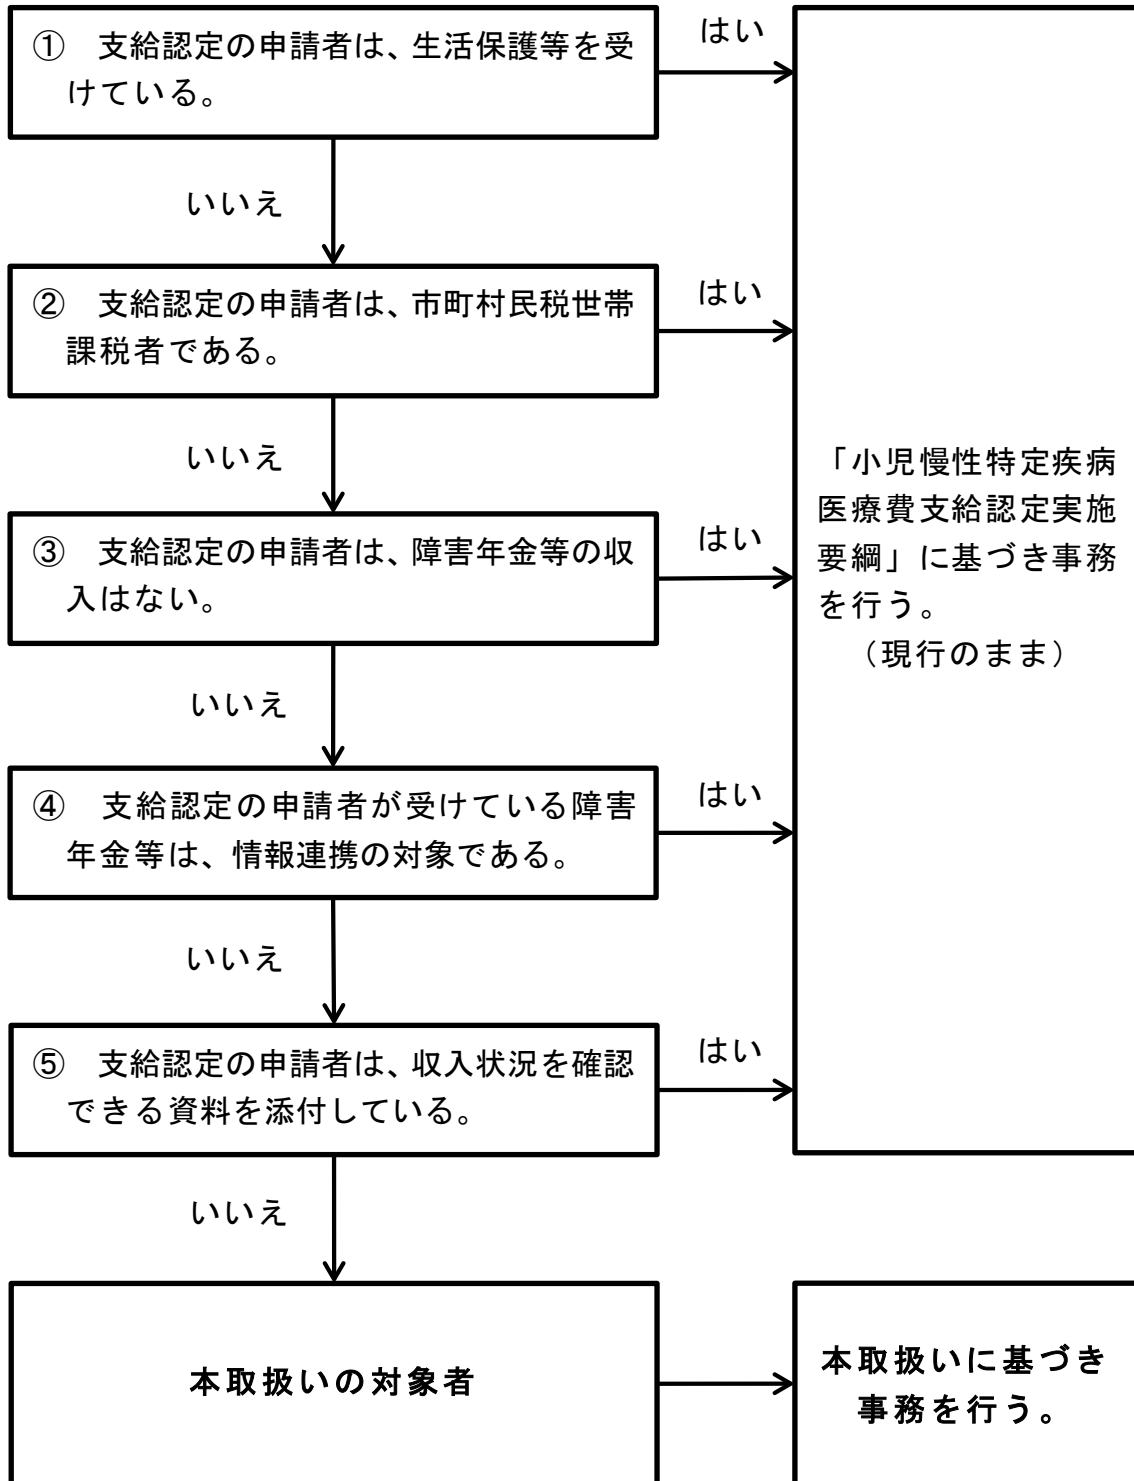 ① 支給認定の申請者は、生活保護等を受
けている。
はい
いいえ
② 支給認定の申請者は、市町村民税世帯
課税者である。
はい
いいえ
③ 支給認定の申請者は、障害年金等の収
入はない。
はい
いいえ
④ 支給認定の申請者が受けている障害
年金等は、情報連携の対象である。
はい
いいえ
⑤ 支給認定の申請者は、収入状況を確認
できる資料を添付している。
はい
いいえ
「小児慢性特定疾病
医療費支給認定実施
要綱」に基づき事務
を行う。
（現行のまま）
本取扱いの対象者
本取扱いに基づき
事務を行う。